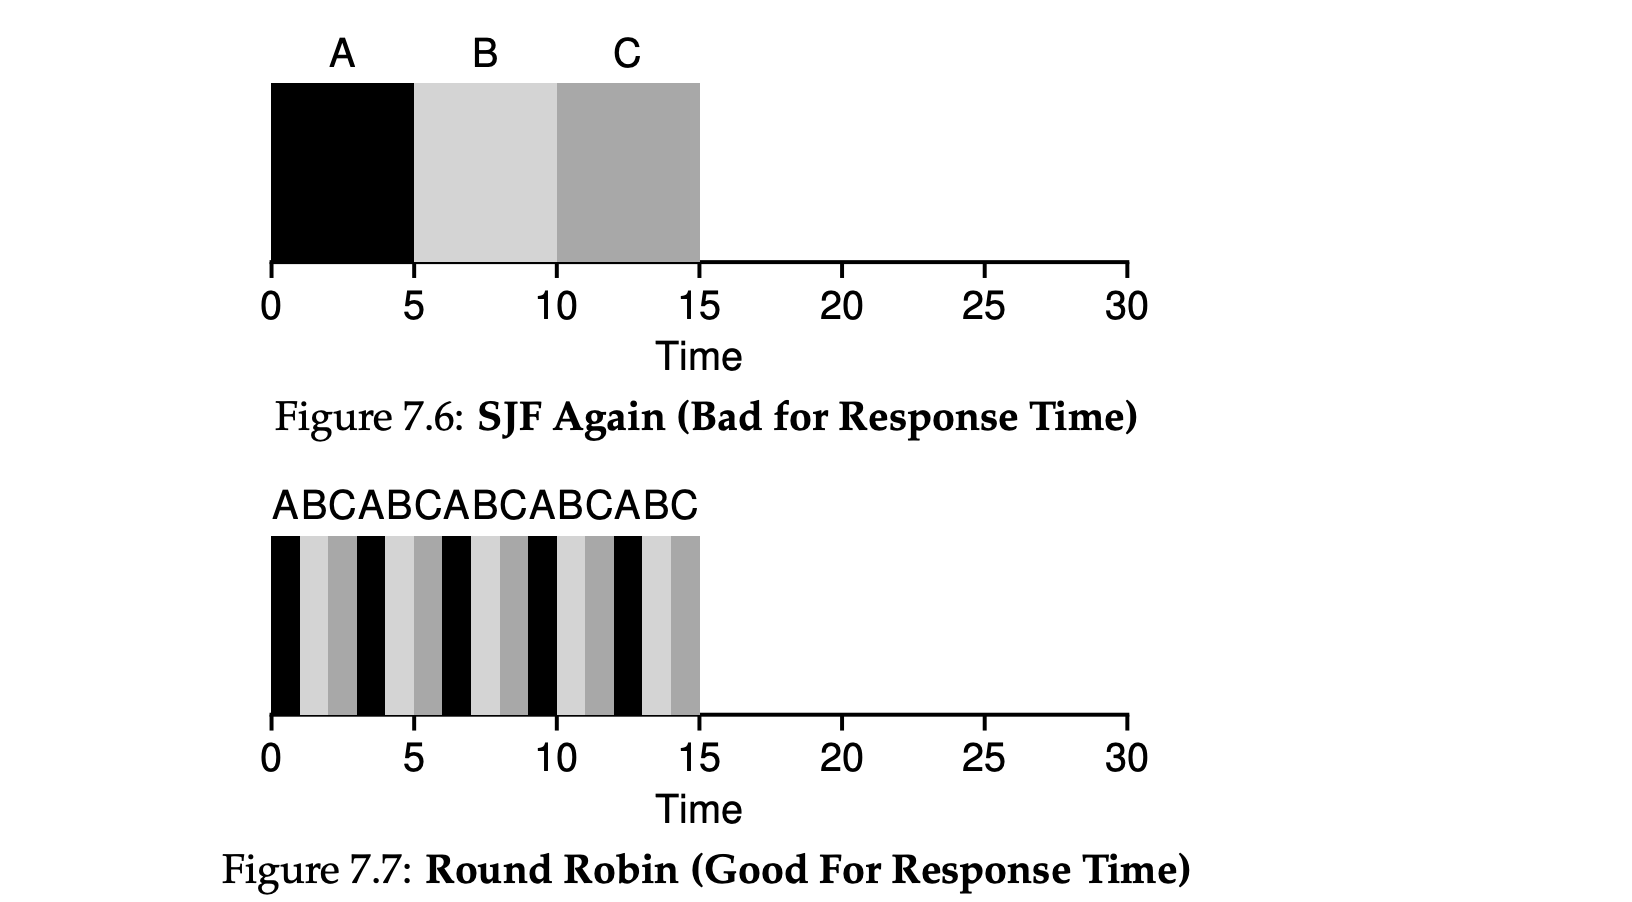 A B C
0 5 10 15 20 25 30
Time
Figure 7.6: SJF Again (Bad for Response Time)
ABCABCABCABCABC
0 5 10 15 20 25 30
Time
Figure 7.7: Round Robin (Good For Response Time)